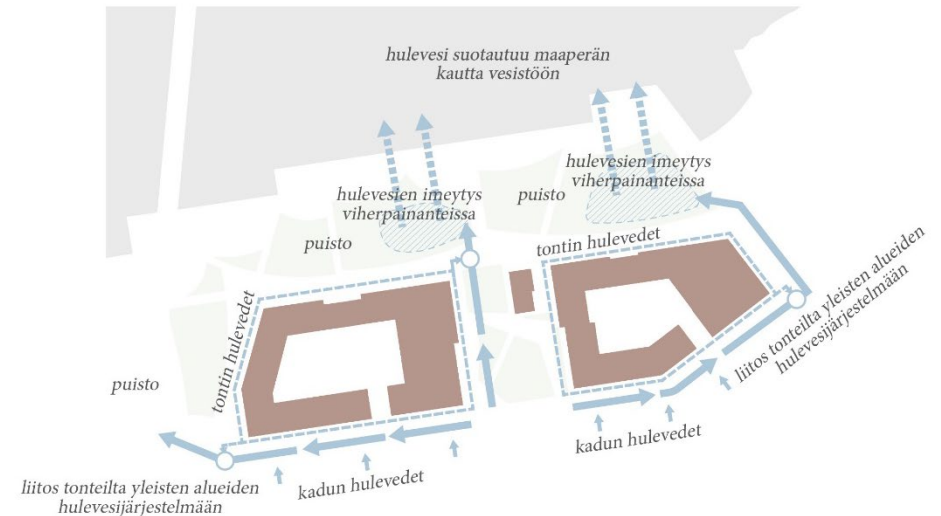 hulevesi suotautuu maaperän
kautta vesistöön
hulevesien imeytys
viherpainanteissa
hulevesien imeytys
viherpainanteissa
puisto
puisto
tontin hulevedet
tontin hulevedet
liitos tonteilta yleisten alueiden
hulevesijärjestelmään
puisto
kadun hulevedet
kadun hulevedet
liitos tonteilta yleisten alueiden
hulevesijärjestelmään